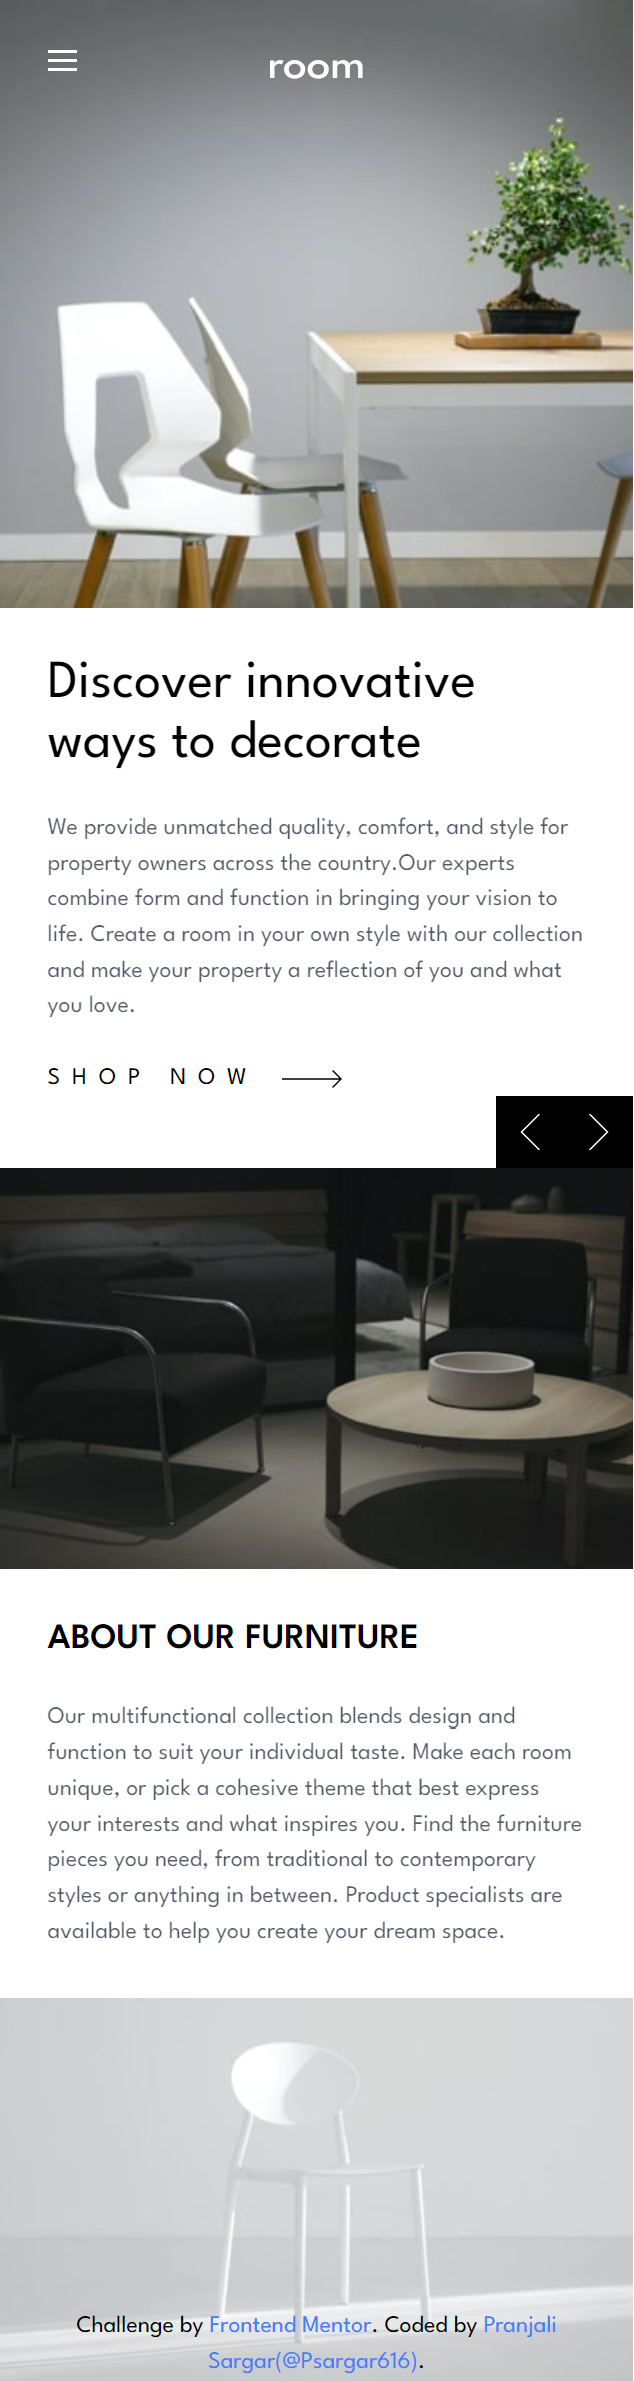 room
Discover innovative
ways to decorate
We provide unmatched quality, comfort, and style for
property owners across the country.Our experts
combine form and function in bringing your vision to
life. Create a room in your own style with our collection
and make your property a reflection of you and what
you love.
SHOP NOW
ABOUT OUR FURNITURE
Our multifunctional collection blends design and
function to suit your individual taste. Make each room
unique, or pick a cohesive theme that best express
your interests and what inspires you. Find the furniture
pieces you need, from traditional to contemporary
styles or anything in between. Product specialists are
available to help you create your dream space.
Challenge by Frontend Mentor. Coded by Pranjali
Sargar(@Psargar616).